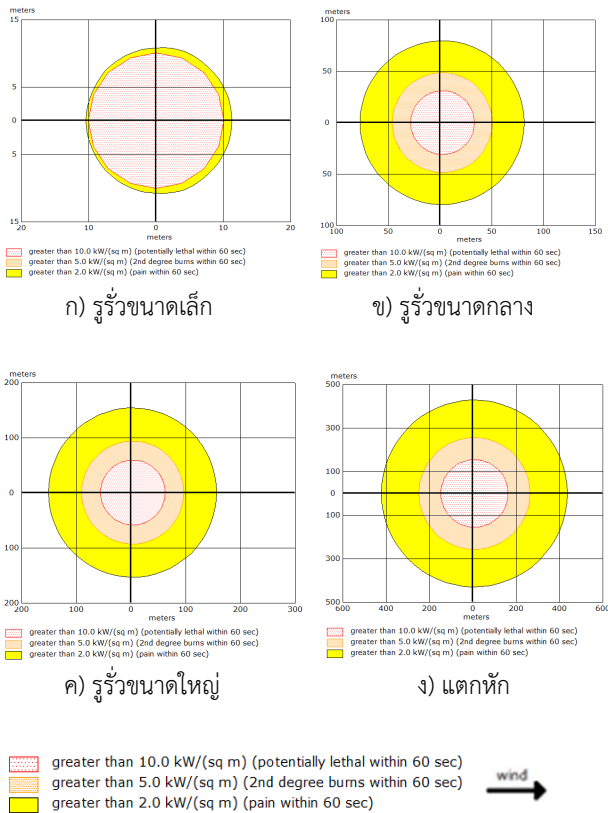 meters
15
5
0
5
15
20
10
0
10
20
meters
greater than 10.0 kW/(sq m) (potentially lethal within 60 sec)
greater than 5.0 kW/(sq m) (2nd degree burns within 60 sec)
greater than 2.0 kW/(sq m) (pain within 60 sec)
ก) รูรั่วขนาดเล็ก
meters
100
50
0
50
100
100
50
0
50
100
150
meters
greater than 10.0 kW/(sq m) (potentially lethal within 60 sec)
greater than 5.0 kW/(sq m) (2nd degree burns within 60 sec)
greater than 2.0 kW/(sq m) (pain within 60 sec)
ข) รูรั่วขนาดกลาง
meters
200
100
0
100
200
200
100
0
100
200
300
meters
greater than 10.0 kW/(sq m) (potentially lethal within 60 sec)
greater than 5.0 kW/(sq m) (2nd degree burns within 60 sec)
greater than 2.0 kW/(sq m) (pain within 60 sec)
ค) รูรั่วขนาดใหญ่
meters
500
300
100
0
100
300
500
600
400
200
0
200
400
600
meters
greater than 10.0 kW/(sq m) (potentially lethal within 60 sec)
greater than 5.0 kW/(sq m) (2nd degree burns within 60 sec)
greater than 2.0 kW/(sq m) (pain within 60 sec)
ง) แตกหัก
greater than 10.0 kW/(sq m) (potentially lethal within 60 sec)
greater than 5.0 kW/(sq m) (2nd degree burns within 60 sec)
greater than 2.0 kW/(sq m) (pain within 60 sec)
wind